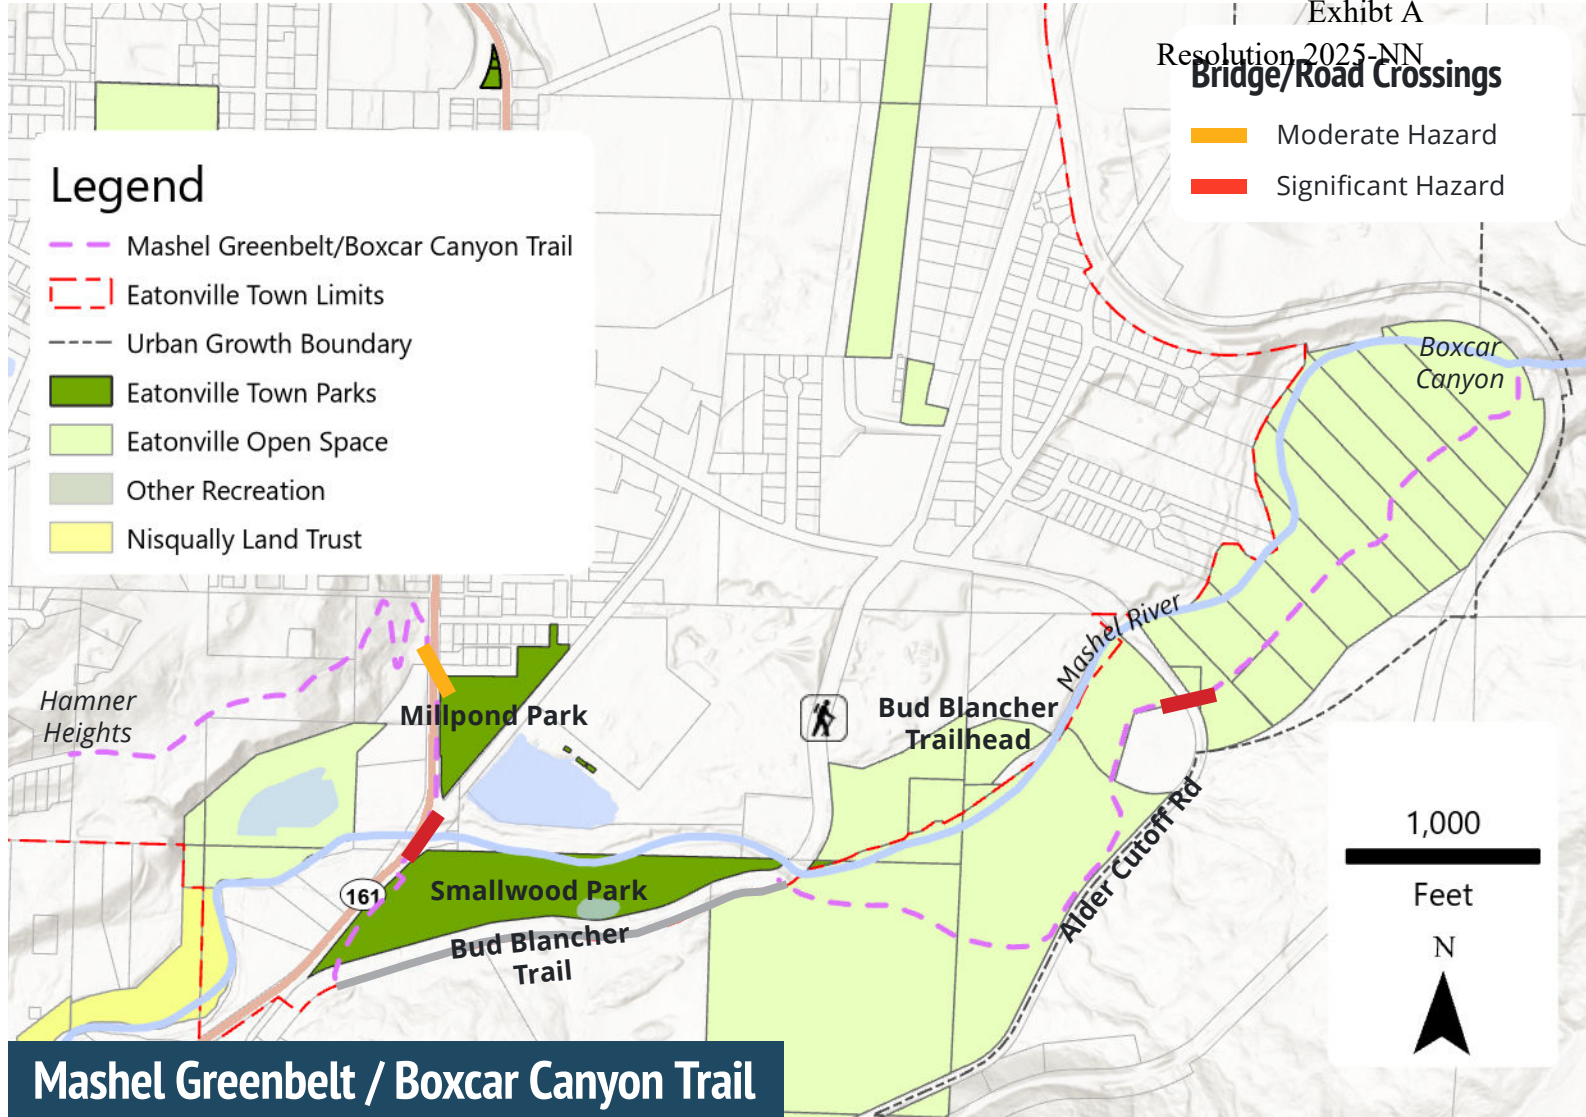 Exhibt A
Resolution 2025-NN
Bridge/Road Crossings
Moderate Hazard
Significant Hazard
Legend
Mashel Greenbelt/Boxcar Canyon Trail
Eatonville Town Limits
Urban Growth Boundary
Eatonville Town Parks
Eatonville Open Space
Other Recreation
Nisqually Land Trust
Boxcar
Canyon
Mashel River
Hamner
Heights
Millpond Park
Bud Blancher
Trailhead
Alder Cutoff Rd
161
Smallwood Park
Bud Blancher
Trail
1,000
Feet
N
Mashel Greenbelt / Boxcar Canyon Trail